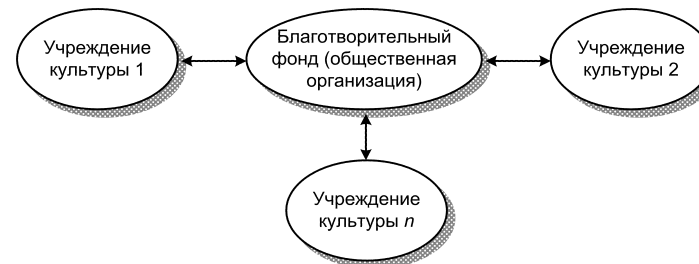 Учреждение
культуры 1
Благотворительный
фонд (общественная
организация)
Учреждение
культуры 2
Учреждение
культуры n